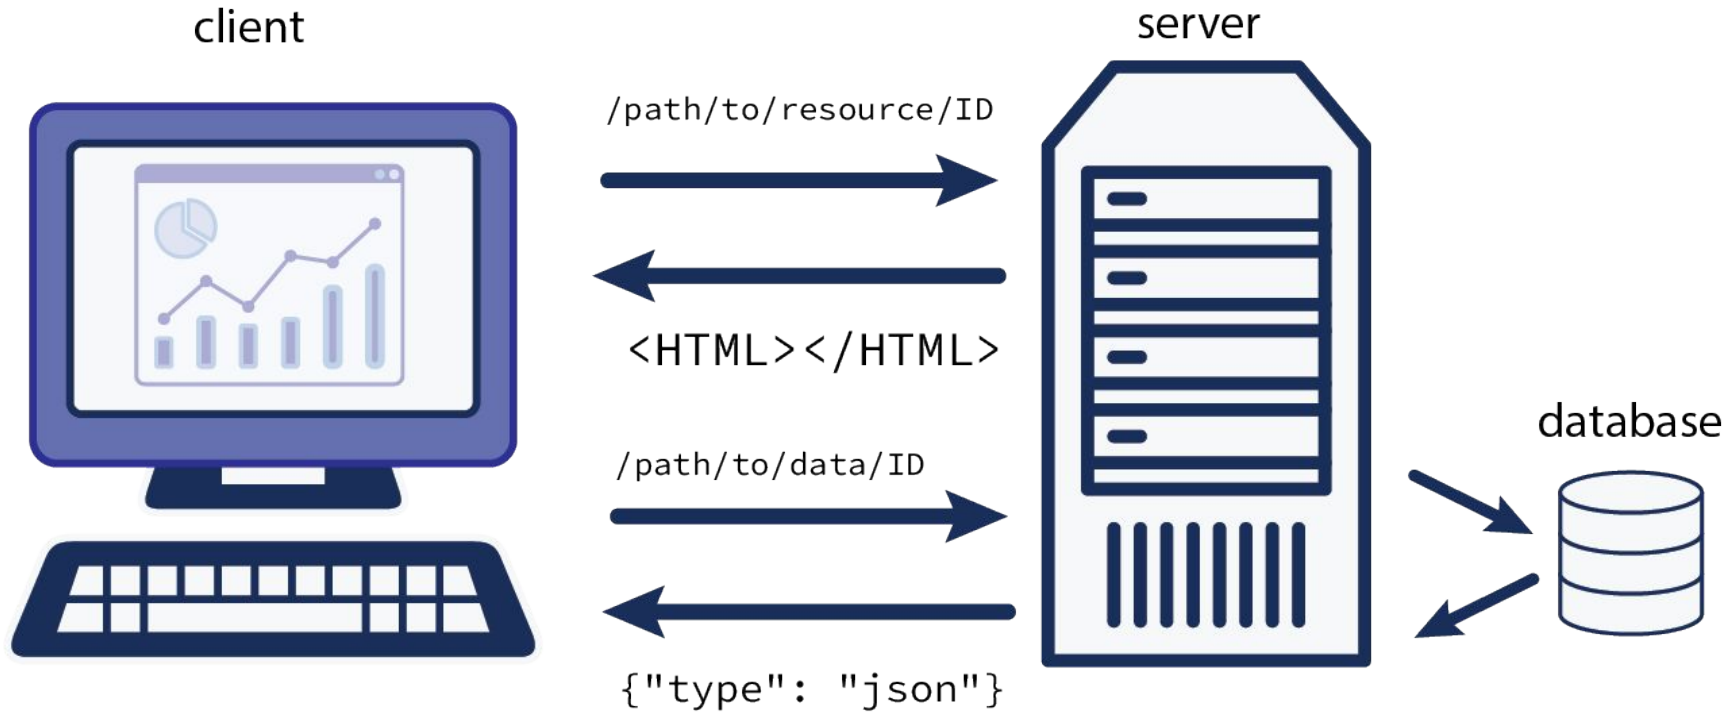 client
server
/path/to/resource/ID
<HTML></HTML>
database
/path/to/data/ID
{"type": "json"}